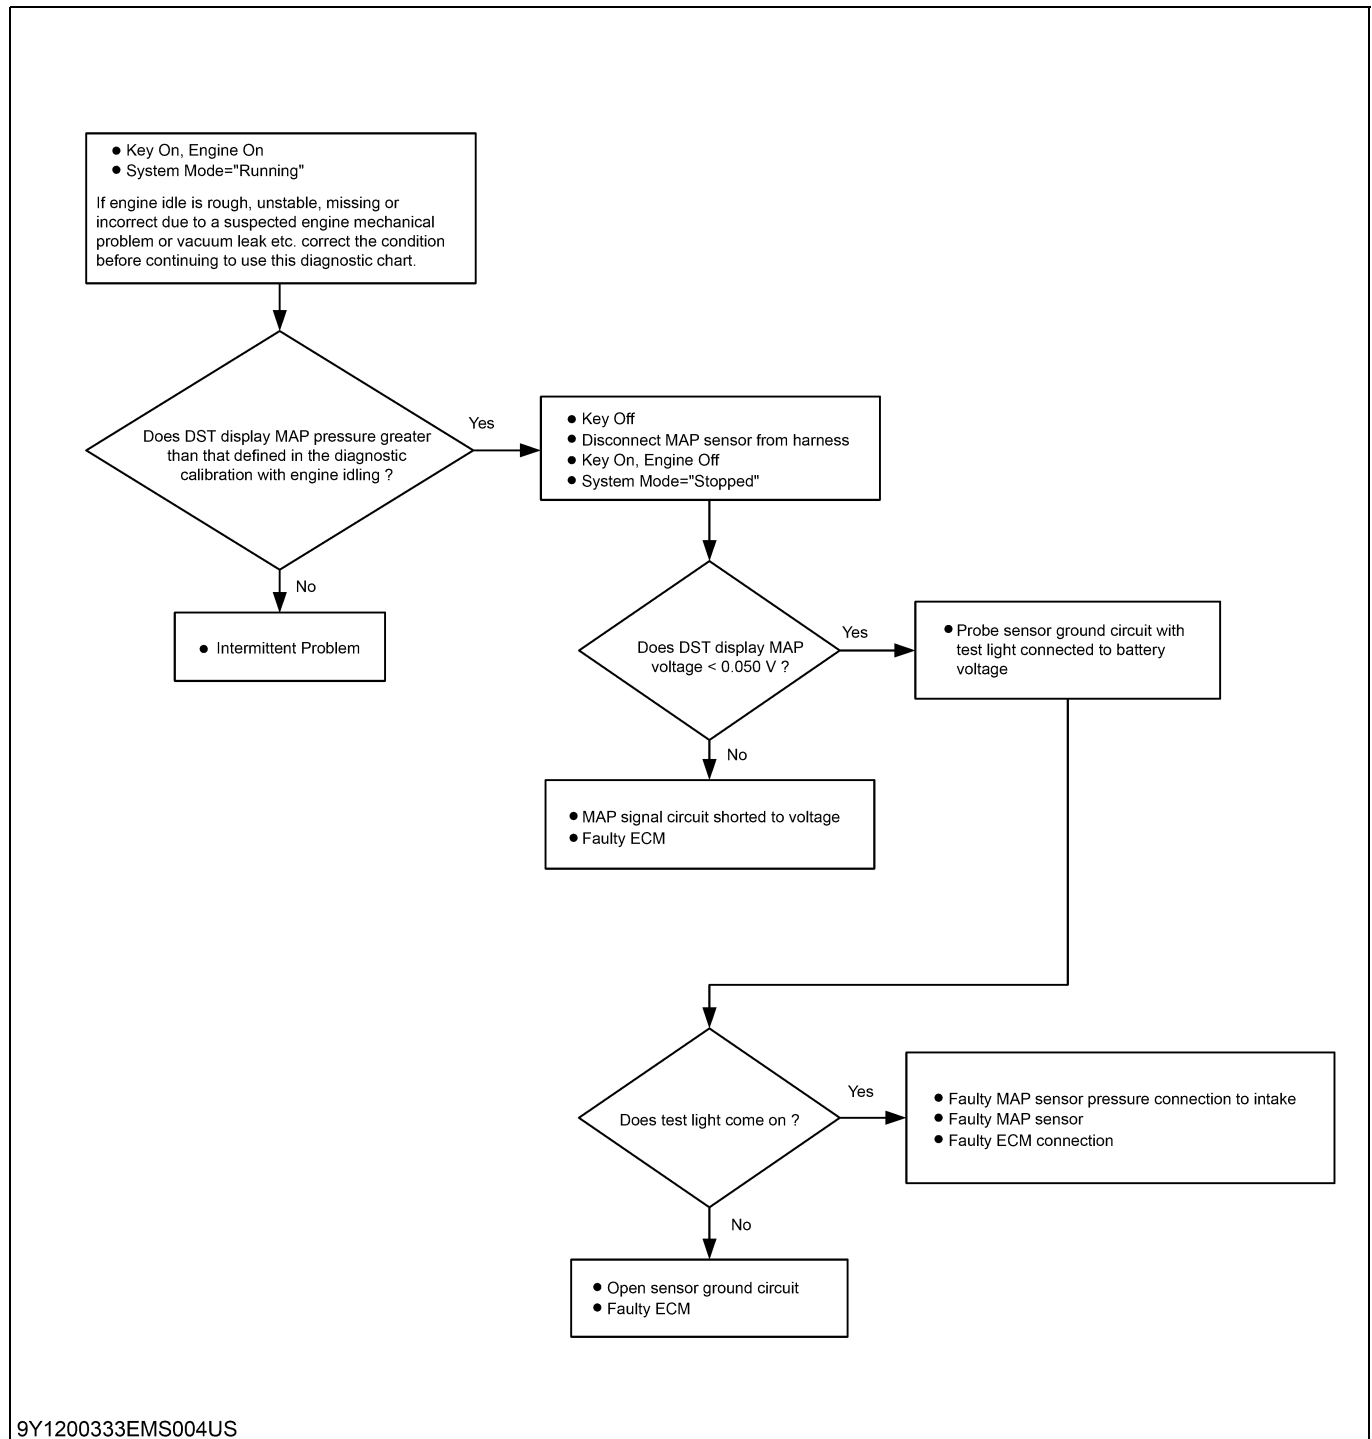 ● Key On, Engine On
● System Mode="Running"
If engine idle is rough, unstable, missing or
incorrect due to a suspected engine mechanical
problem or vacuum leak etc. correct the condition
before continuing to use this diagnostic chart.
Does DST display MAP pressure greater
than that defined in the diagnostic
calibration with engine idling ?
Yes
● Key Off
● Disconnect MAP sensor from harness
● Key On, Engine Off
● System Mode="Stopped"
No
● Intermittent Problem
Does DST display MAP
voltage < 0.050 V ?
Yes
● Probe sensor ground circuit with
test light connected to battery
voltage
No
● MAP signal circuit shorted to voltage
● Faulty ECM
Does test light come on ?
Yes
● Faulty MAP sensor pressure connection to intake
● Faulty MAP sensor
● Faulty ECM connection
No
● Open sensor ground circuit
● Faulty ECM
9Y1200333EMS004US